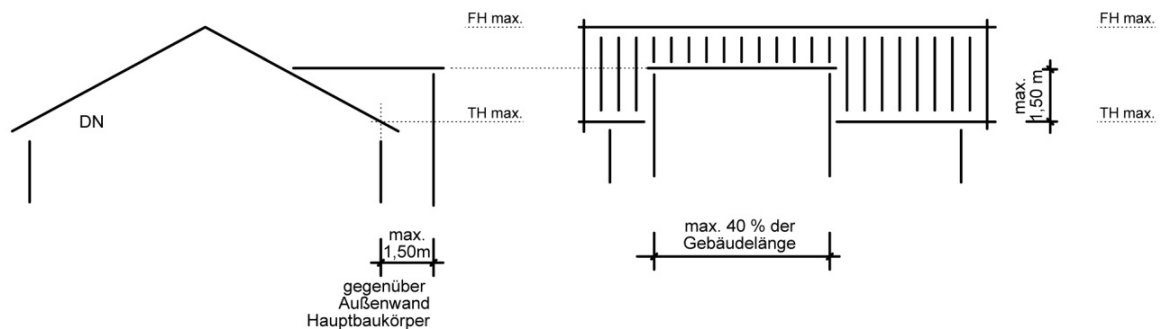 FH max.
FH max.
DN
TH max.
max.
1,50 m
TH max.
max.
1,50m
gegenüber
Außenwand
Hauptbaukörper
max. 40 % der
Gebäudelänge